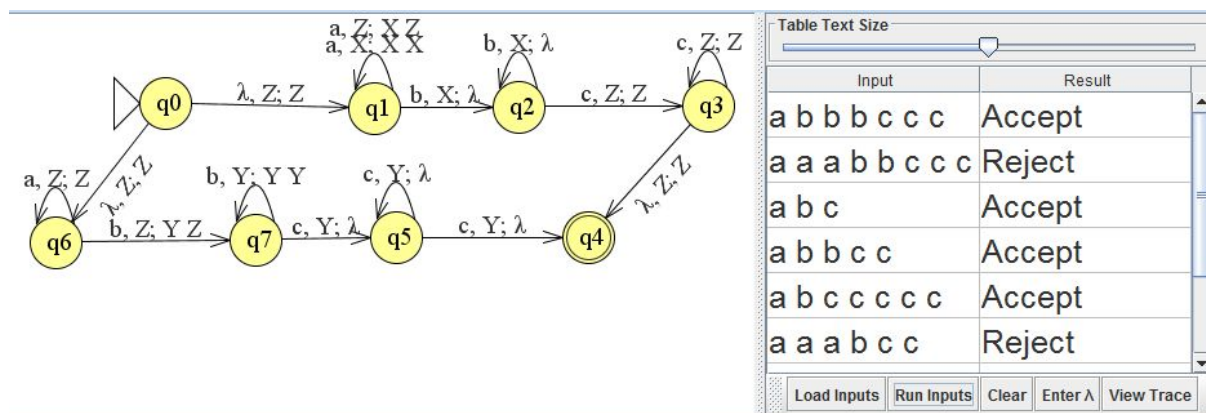 a, Z; X Z
a, X; X X
b, X; λ
c, Z; Z
q0
λ, Z; Z
q1
b, X; λ
q2
c, Z; Z
q3
λ, Z; Z
λ, Z; Z
a, Z; Z
b, Y; Y Y
c, Y; λ
q6
b, Z; Y Z
q7
c, Y; λ
q5
c, Y; λ
q4
Table Text Size
Input Result
a b b b c c c Accept
a a a b b c c c Reject
a b c Accept
a b b c c Accept
a b c c c c c Accept
a a a b c c Reject
Load Inputs Run Inputs Clear Enter λ View Trace